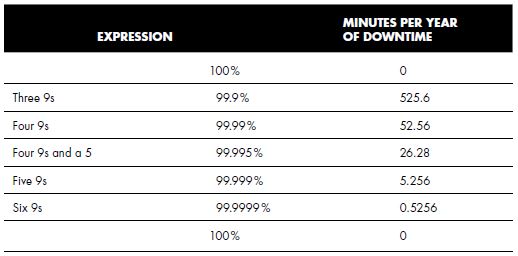 EXPRESSION
MINUTES PER YEAR
OF DOWNTIME
100% 0
Three 9s 99.9% 525.6
Four 9s 99.99% 52.56
Four 9s and a 5 99.995% 26.28
Five 9s 99.999% 5.256
Six 9s 99.9999% 0.5256
100% 0